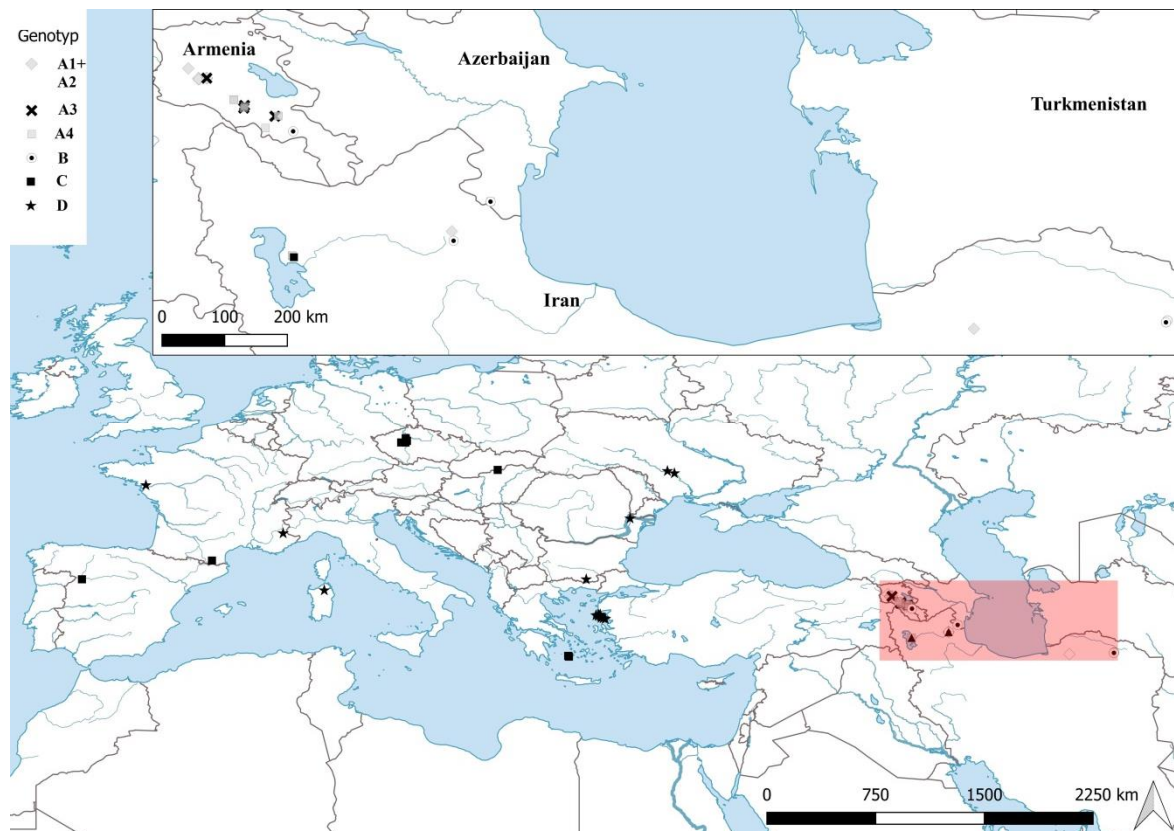 Genotyp
A1+
A2
A3
A4
B
C
D
Armenia
Azerbaijan
Turkmenistan
Iran
0 100 200 km
0 750 1500 2250 km